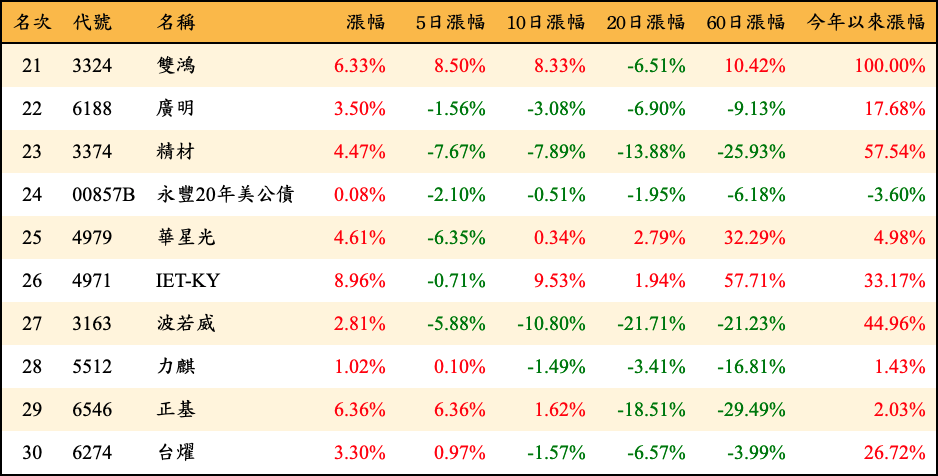 名次 代號 名稱 漲幅 5日漲幅 10日漲幅 20日漲幅 60日漲幅 今年以來漲幅
21 3324 雙鴻 6.33% 8.50% 8.33% -6.51% 10.42% 100.00%
22 6188 廣明 3.50% -1.56% -3.08% -6.90% -9.13% 17.68%
23 3374 精材 4.47% -7.67% -7.89% -13.88% -25.93% 57.54%
24 00857B 永豐20年美公債 0.08% -2.10% -0.51% -1.95% -6.18% -3.60%
25 4979 華星光 4.61% -6.35% 0.34% 2.79% 32.29% 4.98%
26 4971 IET-KY 8.96% -0.71% 9.53% 1.94% 57.71% 33.17%
27 3163 波若威 2.81% -5.88% -10.80% -21.71% -21.23% 44.96%
28 5512 力麒 1.02% 0.10% -1.49% -3.41% -16.81% 1.43%
29 6546 正基 6.36% 6.36% 1.62% -18.51% -29.49% 2.03%
30 6274 台燿 3.30% 0.97% -1.57% -6.57% -3.99% 26.72%